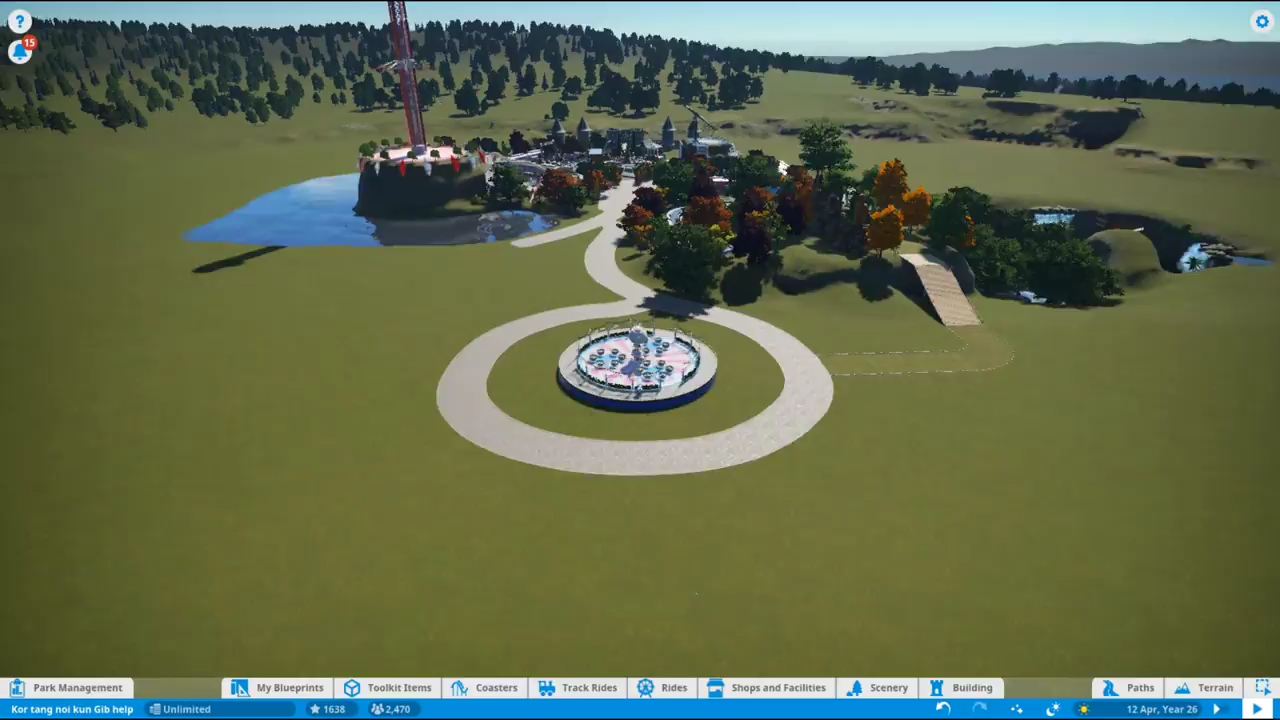 ?
15
Park Management
My Blueprints
Toolkit Items
Coasters
Track Rides
Rides
Shops and Facilities
Scenery
Building
Paths
Terrain
Kor tang noi kun Gib help
Unlimited
1638
2,470
12 Apr, Year 26